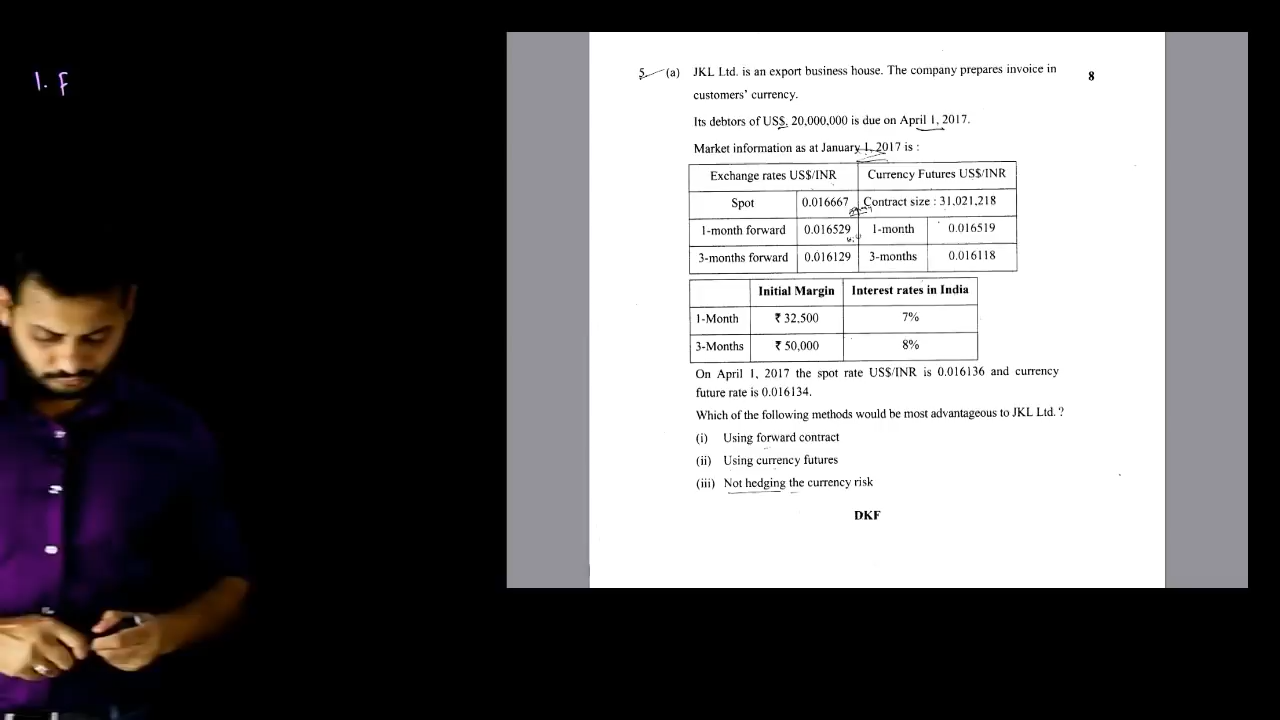 1. F
5. (a) JKL Ltd. is an export business house. The company prepares invoice in 8
customers' currency.
Its debtors of US$. 20,000,000 is due on April 1, 2017.
Market information as at January 1, 2017 is :
Exchange rates US$/INR Currency Futures US$/INR
Spot 0.016667 Contract size : 31,021,218
1-month forward 0.016529 1-month 0.016519
3-months forward 0.016129 3-months 0.016118
Initial Margin Interest rates in India
1-Month ₹ 32,500 7%
3-Months ₹ 50,000 8%
On April 1, 2017 the spot rate US$/INR is 0.016136 and currency
future rate is 0.016134.
Which of the following methods would be most advantageous to JKL Ltd. ?
(i) Using forward contract
(ii) Using currency futures
(iii) Not hedging the currency risk
DKF